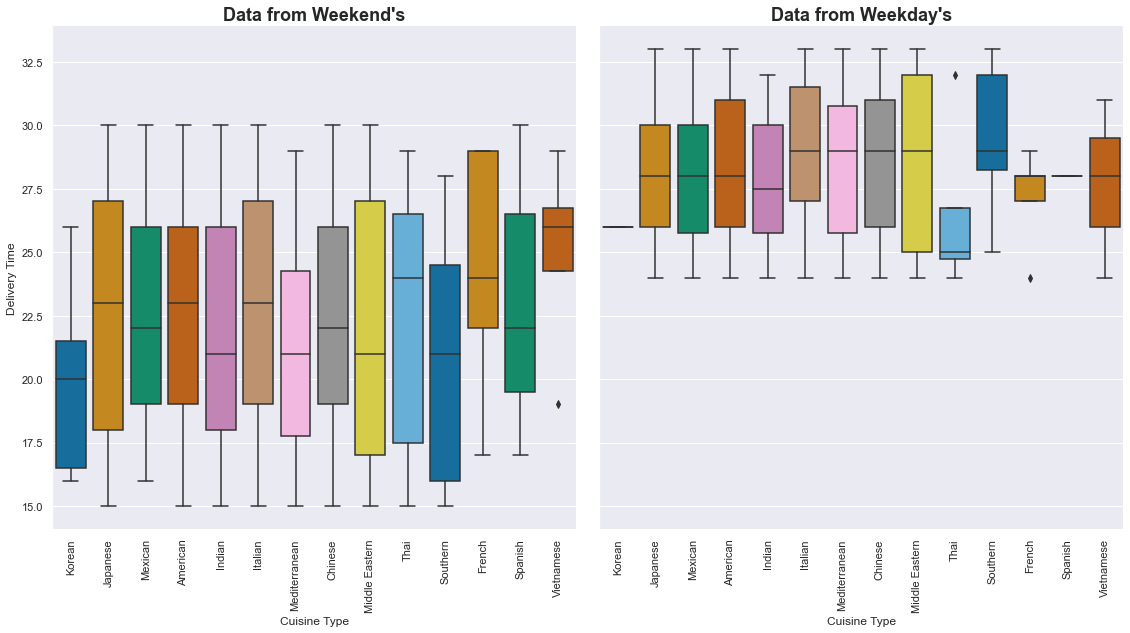 Data from Weekend's
Data from Weekday's
Delivery Time
32.5
30.0
27.5
25.0
22.5
20.0
17.5
15.0
Korean
Japanese
Mexican
American
Indian
Italian
Mediterranean
Chinese
Middle Eastern
Thai
Southern
French
Spanish
Vietnamese
Cuisine Type
Korean
Japanese
Mexican
American
Indian
Italian
Mediterranean
Chinese
Middle Eastern
Thai
Southern
French
Spanish
Vietnamese
Cuisine Type